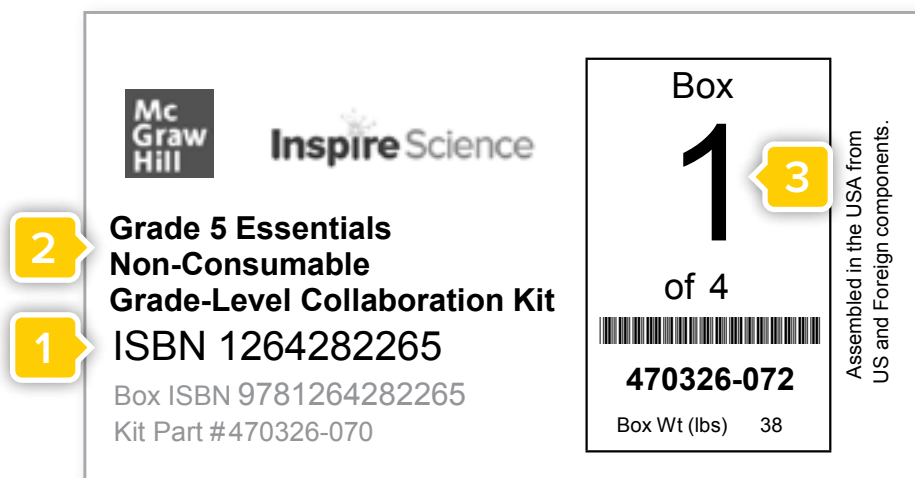 Mc
Graw
Hill
Inspire Science
2
Grade 5 Essentials
Non-Consumable
Grade-Level Collaboration Kit
1
ISBN 1264282265
Box ISBN 9781264282265
Kit Part #470326-070
Box
1
3
of 4
470326-072
Box Wt (lbs) 38
Assembled in the USA from
US and Foreign components.